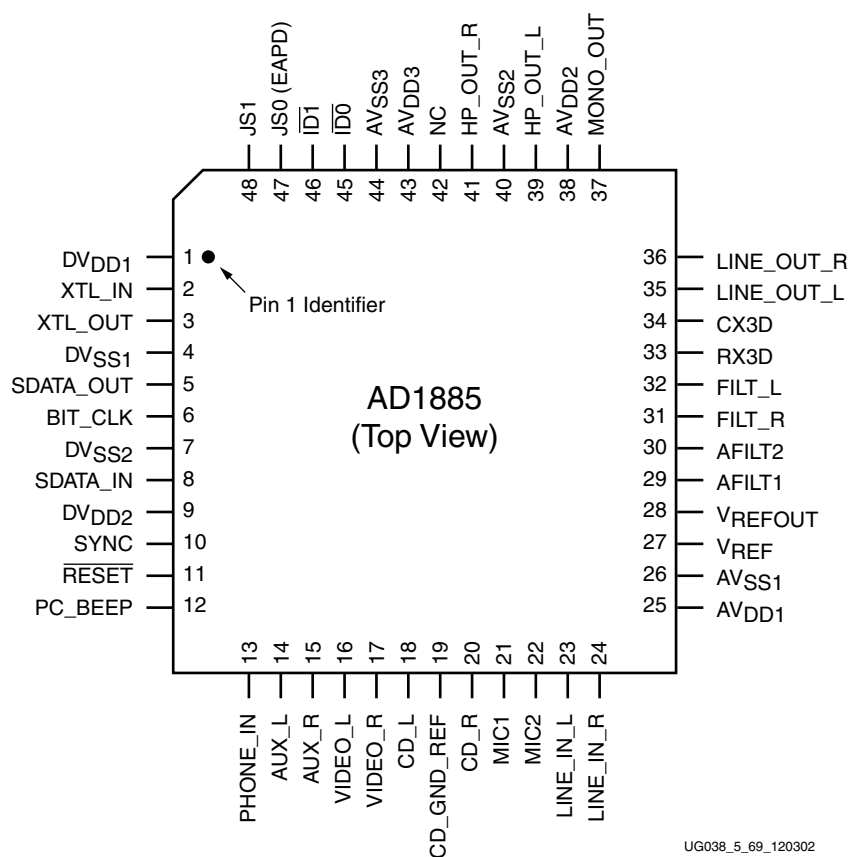 JS1
JS0 (EAPD)
ID1
ID0
AVSS3
AVDD3
NC
HP_OUT_R
AVSS2
HP_OUT_L
AVDD2
MONO_OUT
48
47
46
45
44
43
42
41
40
39
38
37
DVDD1 1
XTL_IN 2
XTL_OUT 3
DVSS1 4
SDATA_OUT 5
BIT_CLK 6
DVSS2 7
SDATA_IN 8
DVDD2 9
SYNC 10
RESET 11
PC_BEEP 12
Pin 1 Identifier
AD1885
(Top View)
36 LINE_OUT_R
35 LINE_OUT_L
34 CX3D
33 RX3D
32 FILT_L
31 FILT_R
30 AFILT2
29 AFILT1
28 VREFOUT
27 VREF
26 AVSS1
25 AVDD1
13
14
15
16
17
18
19
20
21
22
23
24
PHONE_IN
AUX_L
AUX_R
VIDEO_L
VIDEO_R
CD_L
CD_GND_REF
CD_R
MIC1
MIC2
LINE_IN_L
LINE_IN_R
UG038_5_69_120302